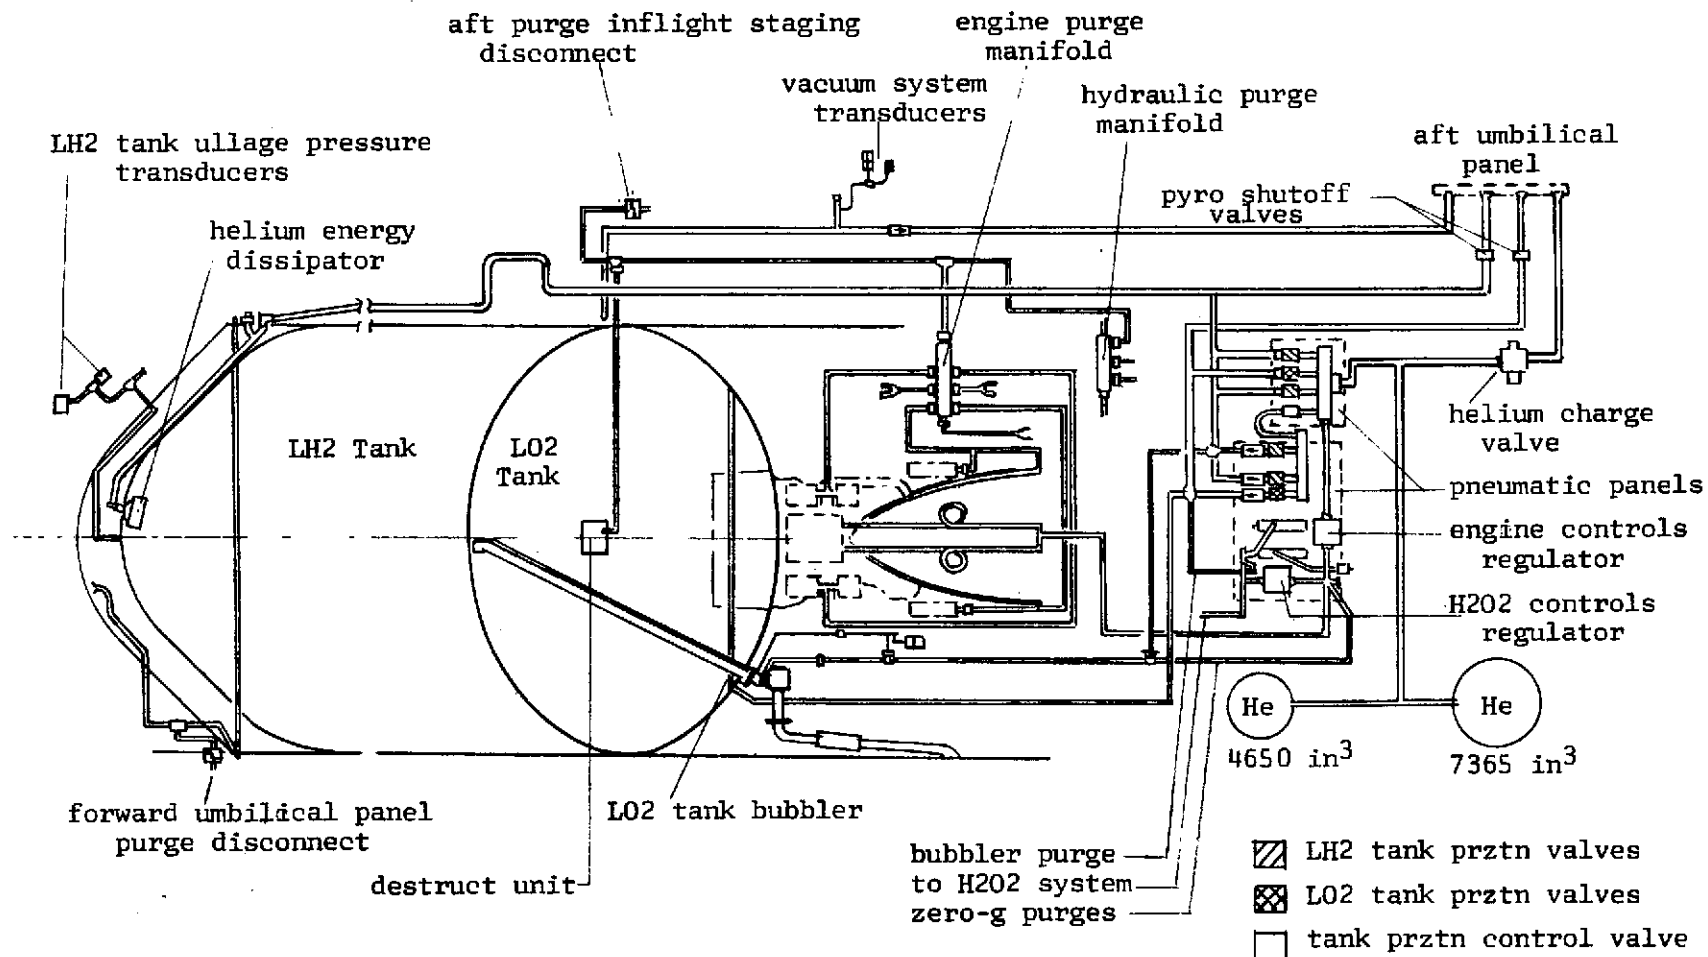 aft purge inflight staging
disconnect
engine purge
manifold
vacuum system
transducers
hydraulic purge
manifold
LH2 tank ullage pressure
transducers
aft umbilical
panel
pyro shutoff
valves
helium energy
dissipator
LH2 Tank
LO2
Tank
helium charge
valve
pneumatic panels
engine controls
regulator
H2O2 controls
regulator
He
He
4650 in3
7365 in3
forward umbilical panel
purge disconnect
LO2 tank bubbler
destruct unit
bubbler purge
to H2O2 system
zero-g purges
LH2 tank prztn valves
LO2 tank prztn valves
tank prztn control valve